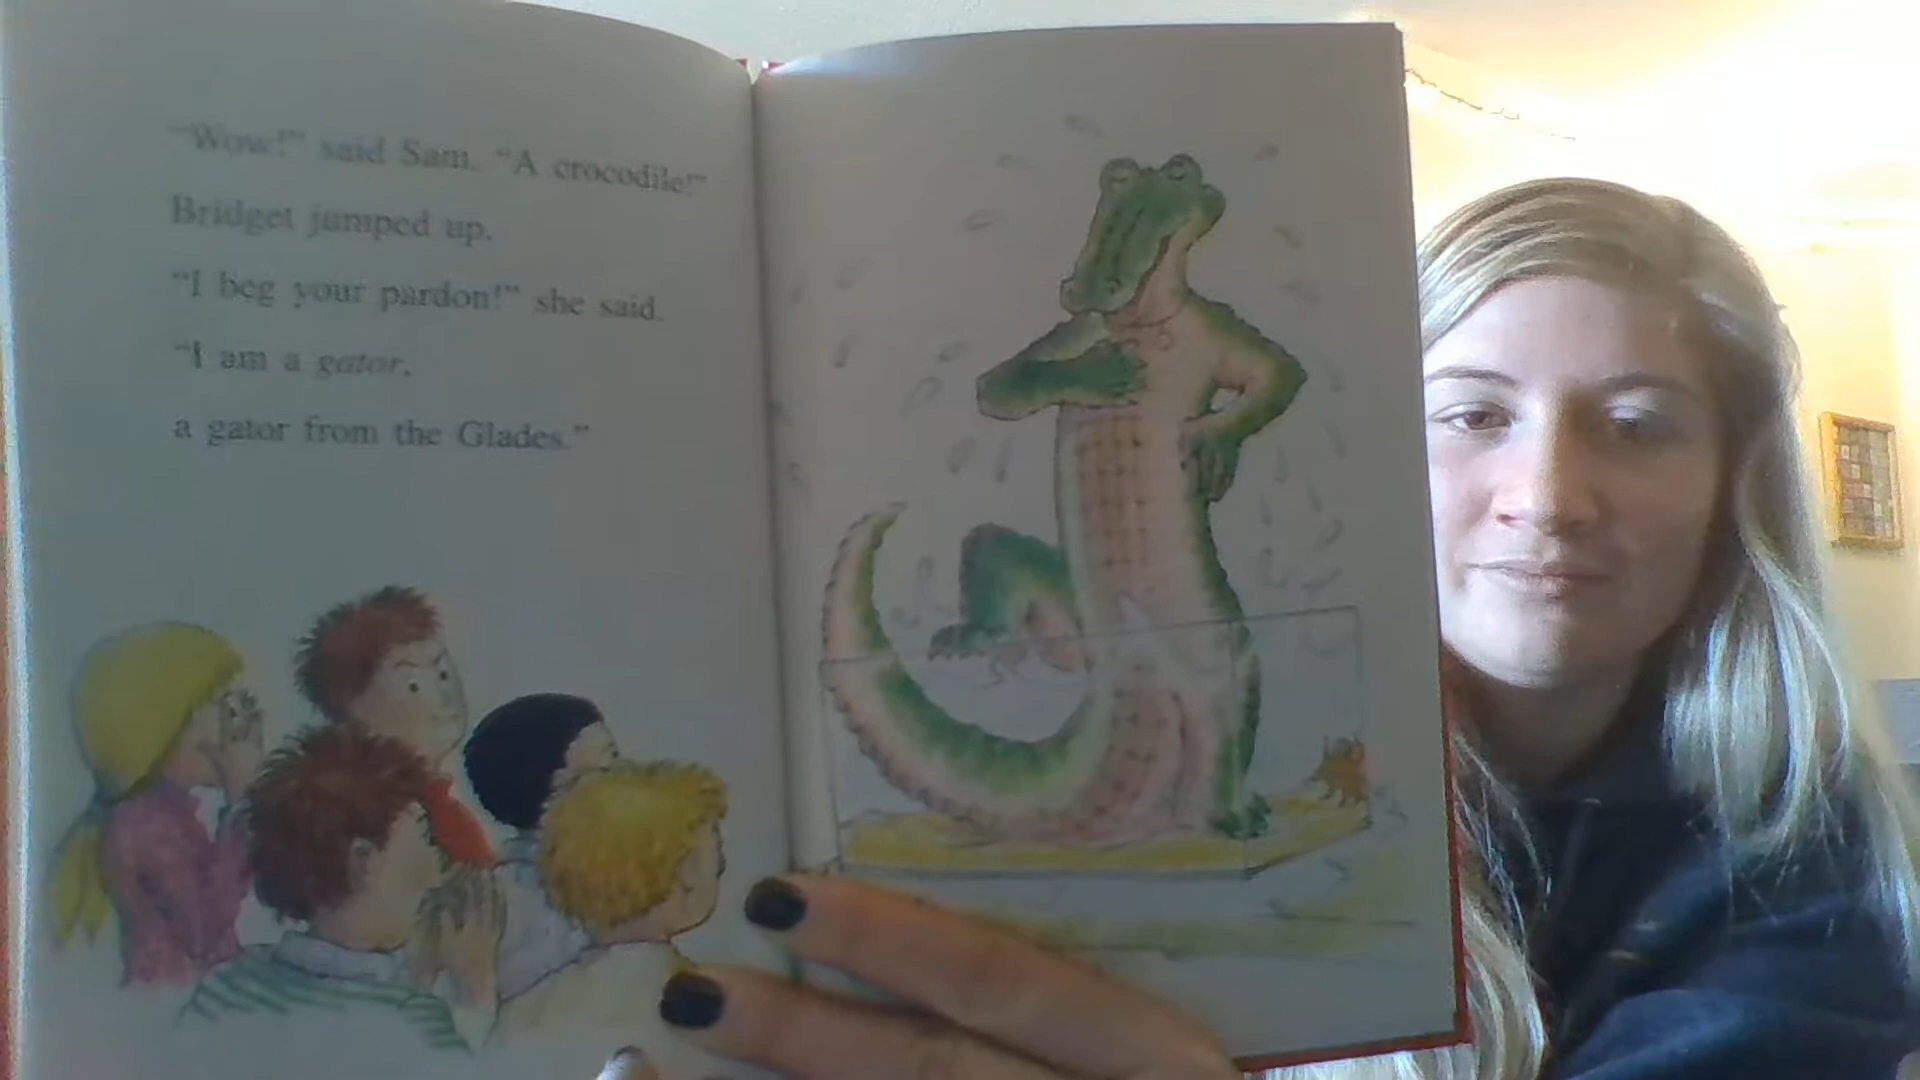 “Wow!” said Sam. “A crocodile!”
Bridget jumped up.
“I beg your pardon!” she said.
“I am a gator,
a gator from the Glades.”